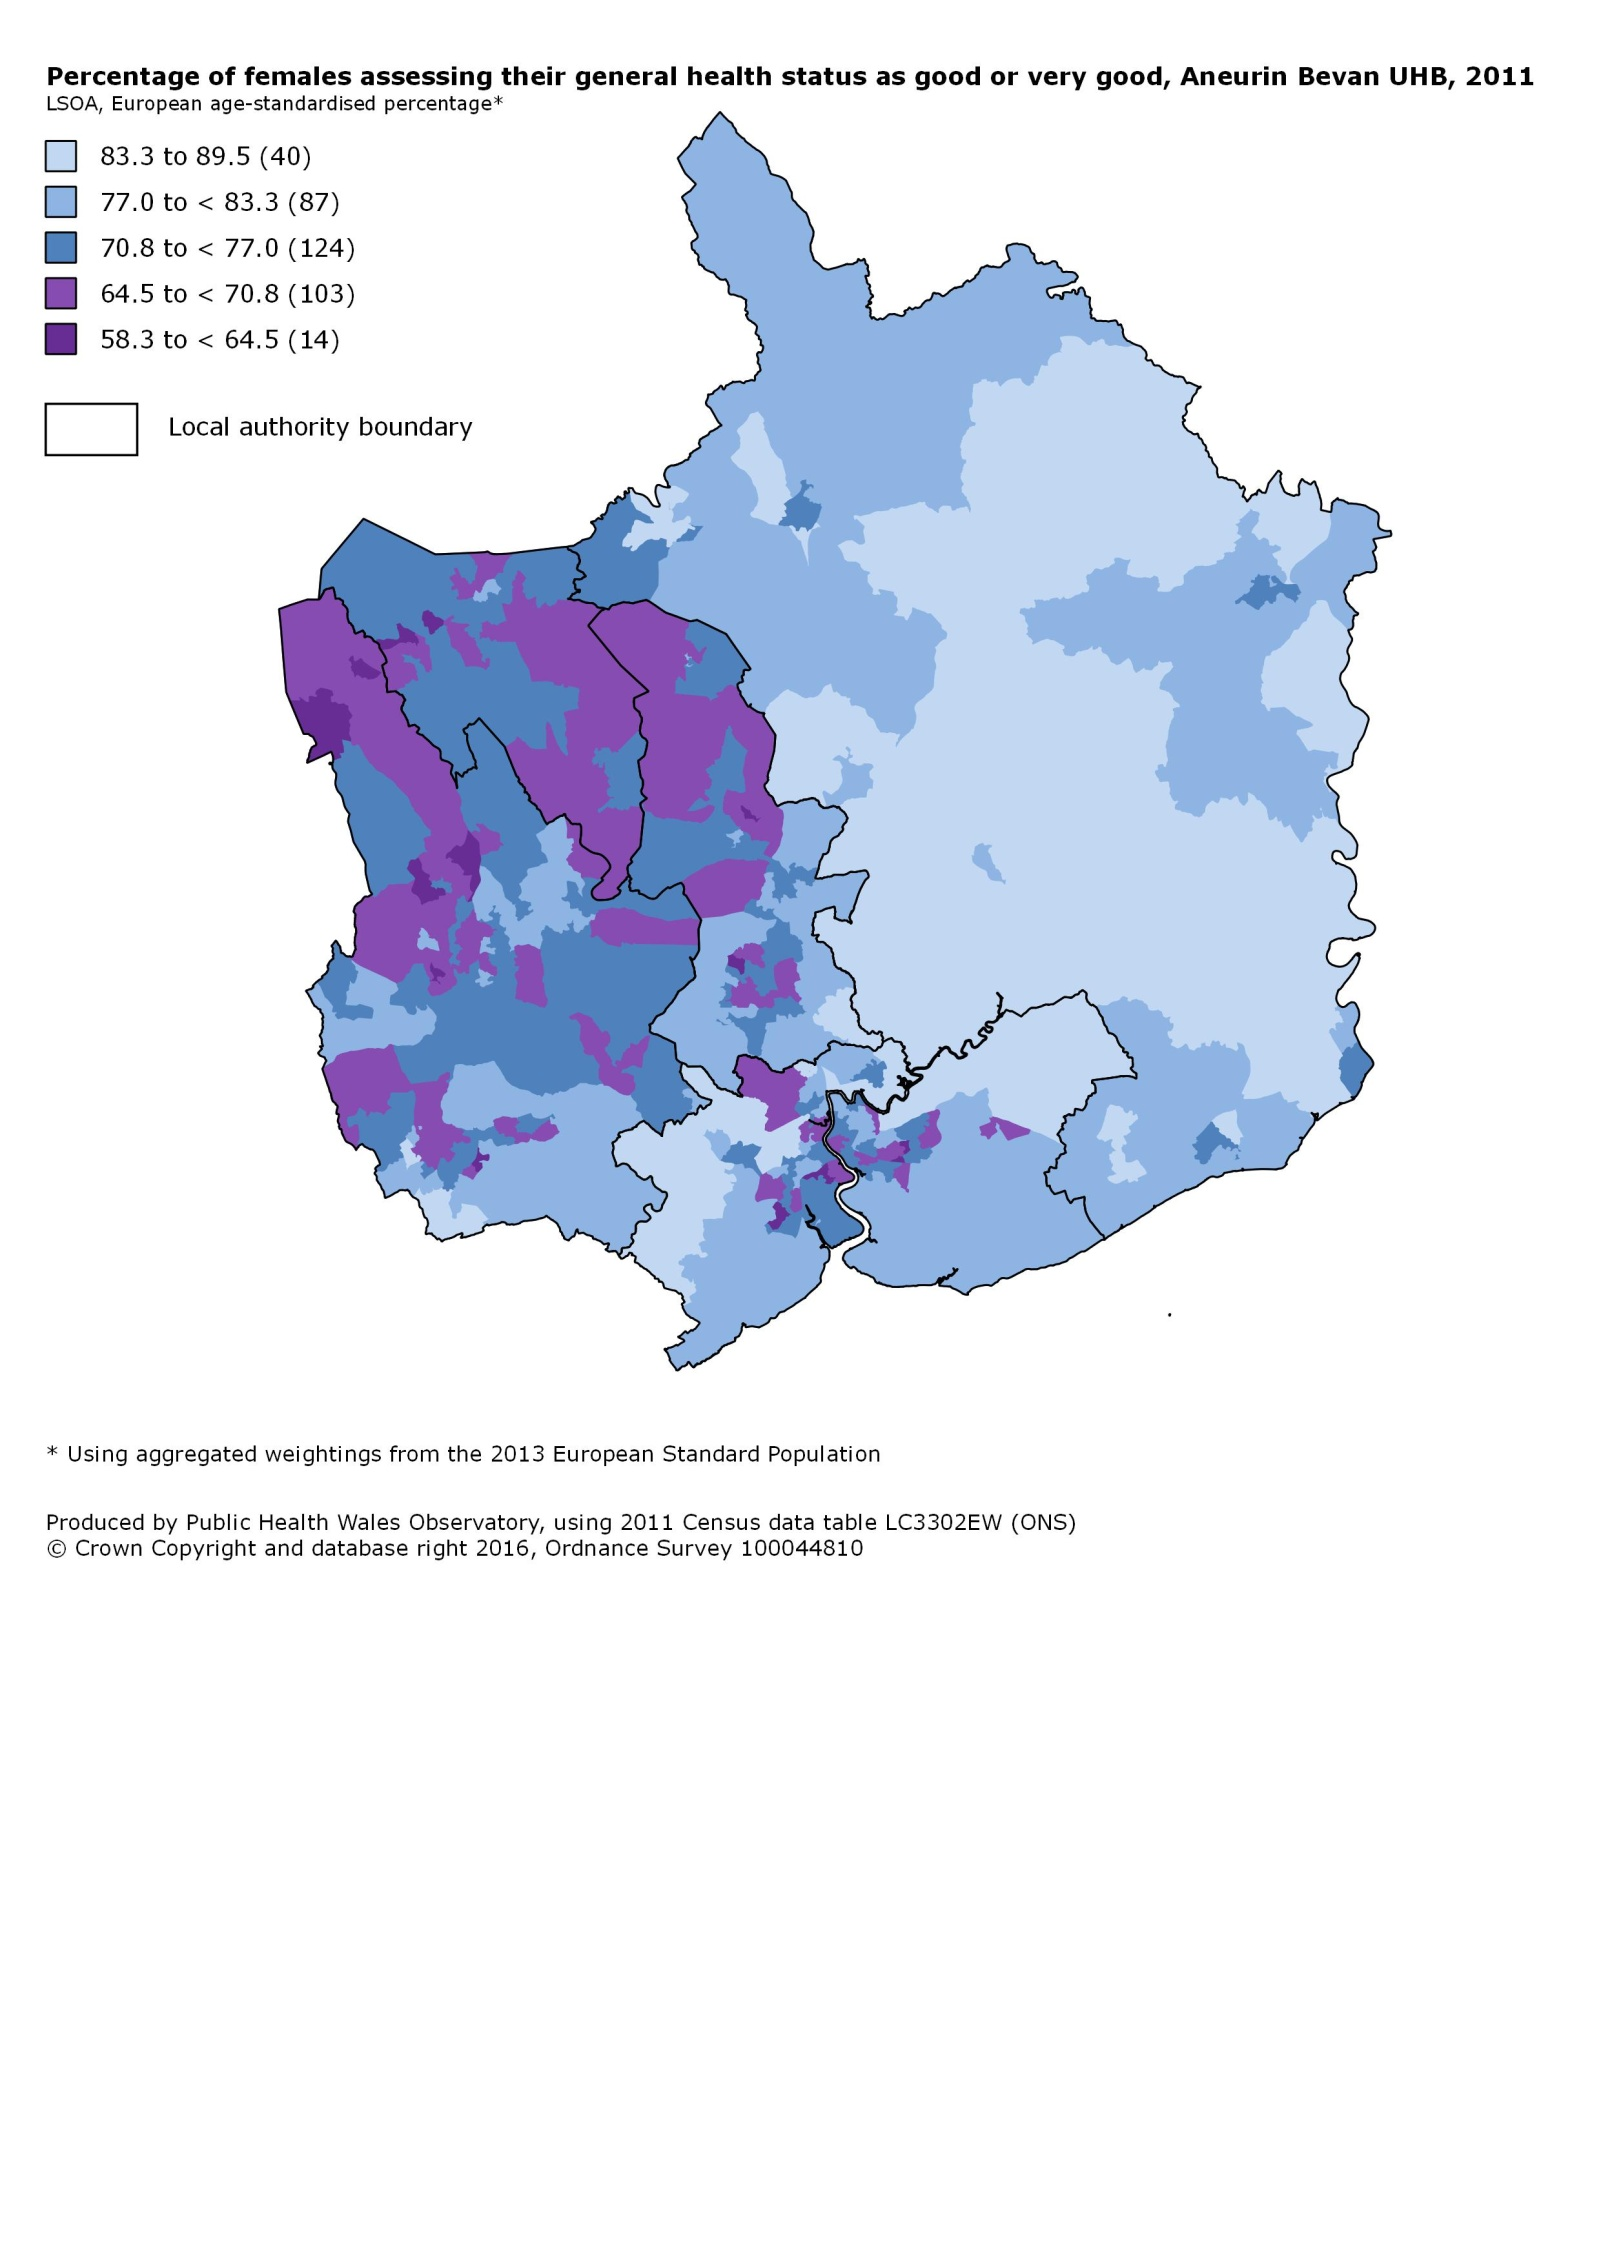 Percentage of females assessing their general health status as good or very good, Aneurin Bevan UHB, 2011
LSOA, European age-standardised percentage*
83.3 to 89.5 (40)
77.0 to < 83.3 (87)
70.8 to < 77.0 (124)
64.5 to < 70.8 (103)
58.3 to < 64.5 (14)
Local authority boundary
* Using aggregated weightings from the 2013 European Standard Population
Produced by Public Health Wales Observatory, using 2011 Census data table LC3302EW (ONS)
© Crown Copyright and database right 2016, Ordnance Survey 100044810